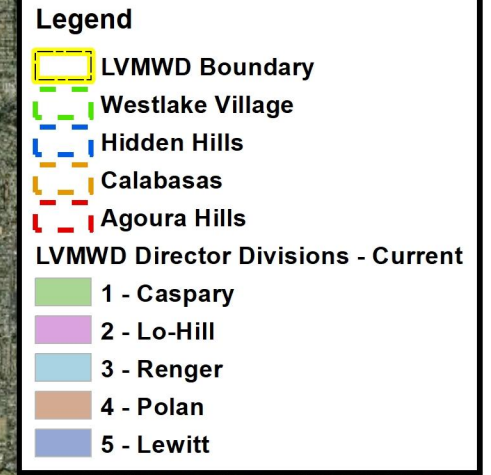 Legend
LVMWD Boundary
Westlake Village
Hidden Hills
Calabasas
Agoura Hills
LVMWD Director Divisions - Current
1 - Caspary
2 - Lo-Hill
3 - Renger
4 - Polan
5 - Lewitt